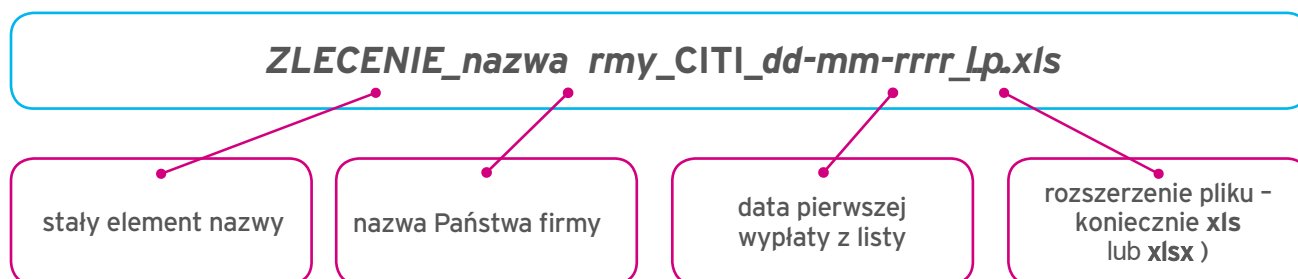 ZLECENIE_nazwa rmy_CITI_dd-mm-rrrr_l.p.xls
stały element nazwy
nazwa Państwa firmy
data pierwszej
wypłaty z listy
rozszerzenie pliku –
koniecznie xls
lub xlsx )